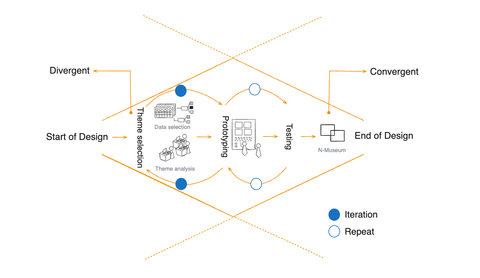 Divergent
Convergent
Theme selection
Data selection
Prototyping
Testing
Start of Design
End of Design
N-Museum
Theme analysis
Iteration
Repeat